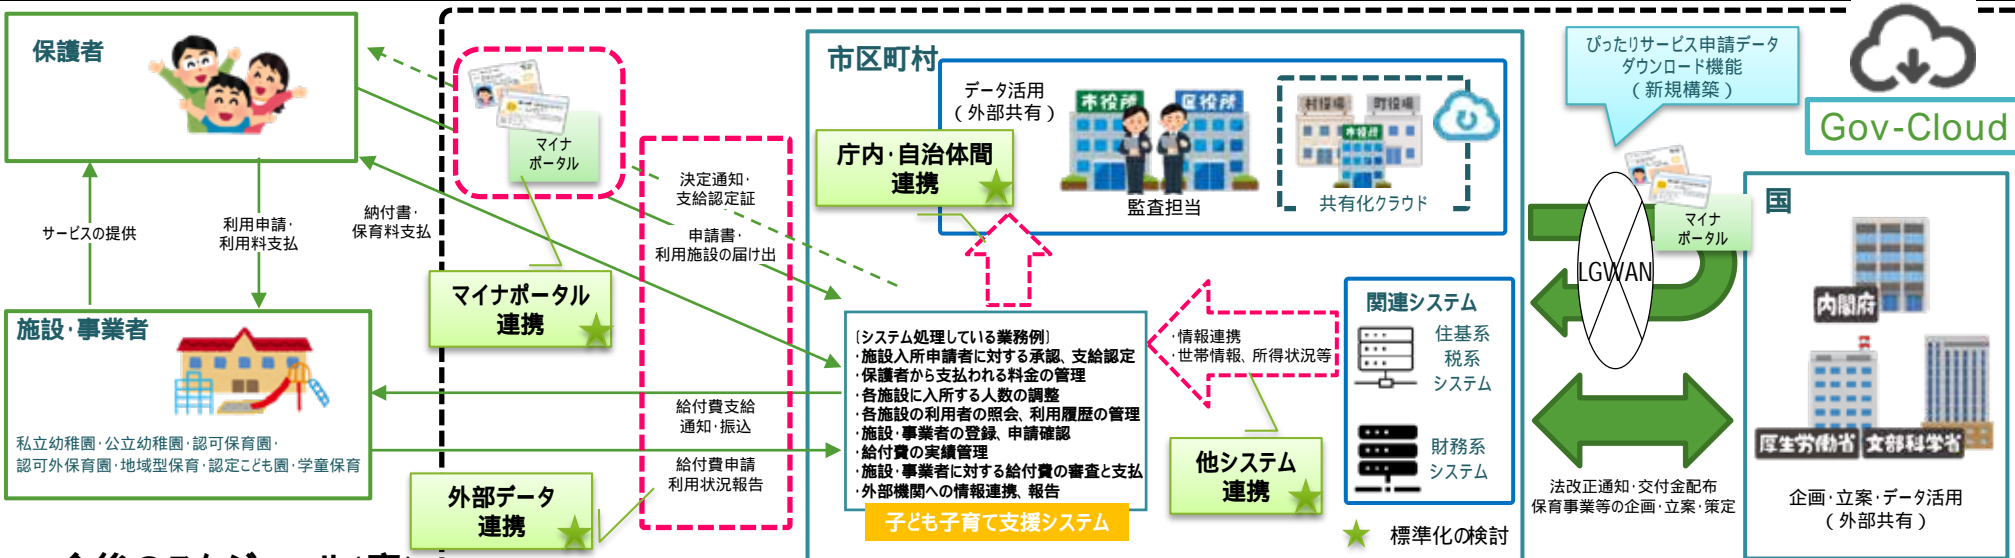 保護者
サービスの提供
利用申請・
利用料支払
納付書・
保育料支払
施設・事業者
私立幼稚園・公立幼稚園・認可保育園・
認可外保育園・地域型保育・認定こども園・学童保育
マイナ
ポータル
マイナポータル
連携
決定通知・
支給認定証
申請書・
利用施設の届け出
給付費支給
通知・振込
給付費申請
利用状況報告
外部データ
連携
市区町村
データ活用
（外部共有）
庁内・自治体間
連携
市役所
区役所
監査担当
村役場
町役場
市役所
共有化クラウド
［システム処理している業務例］
・施設入所申請者に対する承認、支給認定
・保護者から支払われる料金の管理
・各施設に入所する人数の調整
・各施設の利用者の照会、利用履歴の管理
・施設・事業者の登録、申請確認
・給付費の実績管理
・施設・事業者に対する給付費の審査と支払
・外部機関への情報連携、報告
子ども子育て支援システム
・情報連携
・世帯情報、所得状況等
他システム
連携
関連システム
住基系
税系
システム
財務系
システム
標準化の検討
ぴったりサービス申請データ
ダウンロード機能
（新規構築）
Gov-Cloud
LGWAN
マイナ
ポータル
国
内閣府
厚生労働省
文部科学省
法改正通知・交付金配布
保育事業等の企画・立案・策定
企画・立案・データ活用
（外部共有）